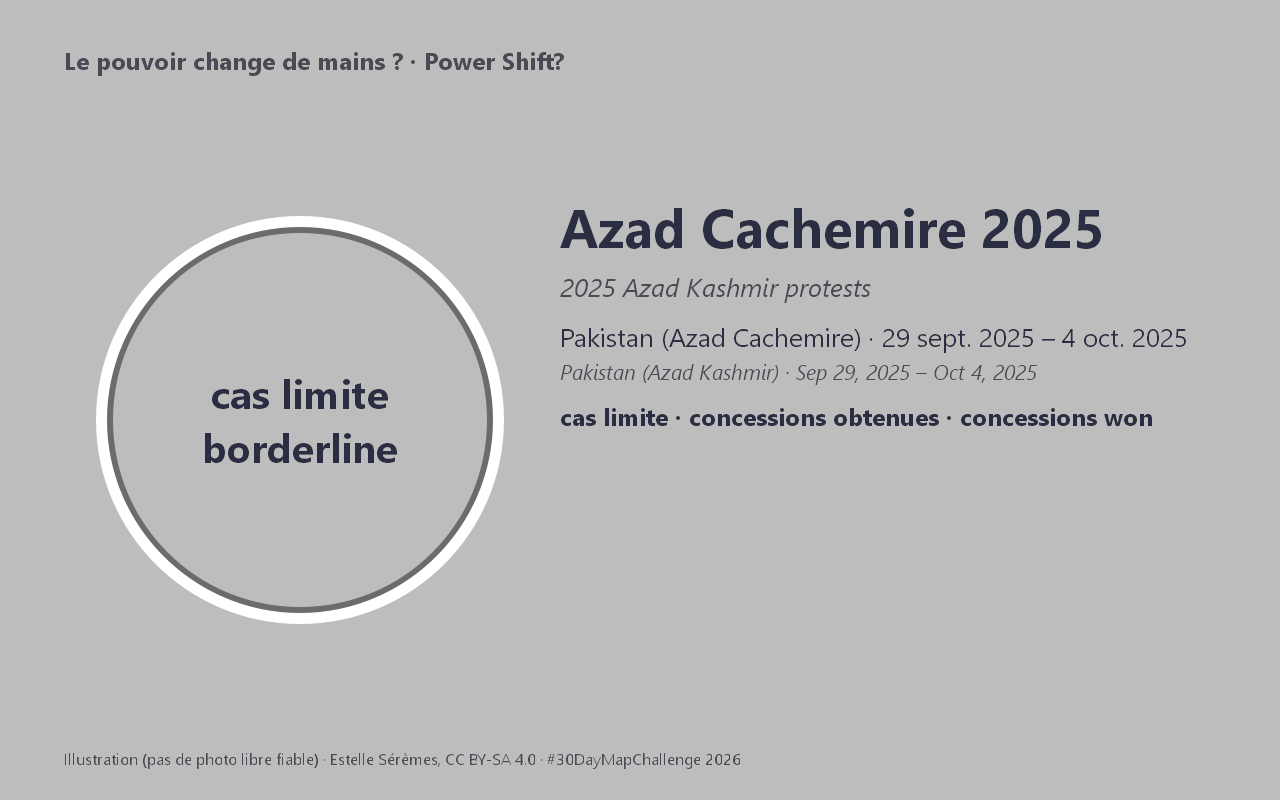 Le pouvoir change de mains ? · Power Shift?
cas limite
borderline
Azad Cachemire 2025
2025 Azad Kashmir protests
Pakistan (Azad Cachemire) · 29 sept. 2025 – 4 oct. 2025
Pakistan (Azad Kashmir) · Sep 29, 2025 – Oct 4, 2025
cas limite · concessions obtenues · concessions won
Illustration (pas de photo libre fiable) · Estelle Sérèmes, CC BY-SA 4.0 · #30DayMapChallenge 2026